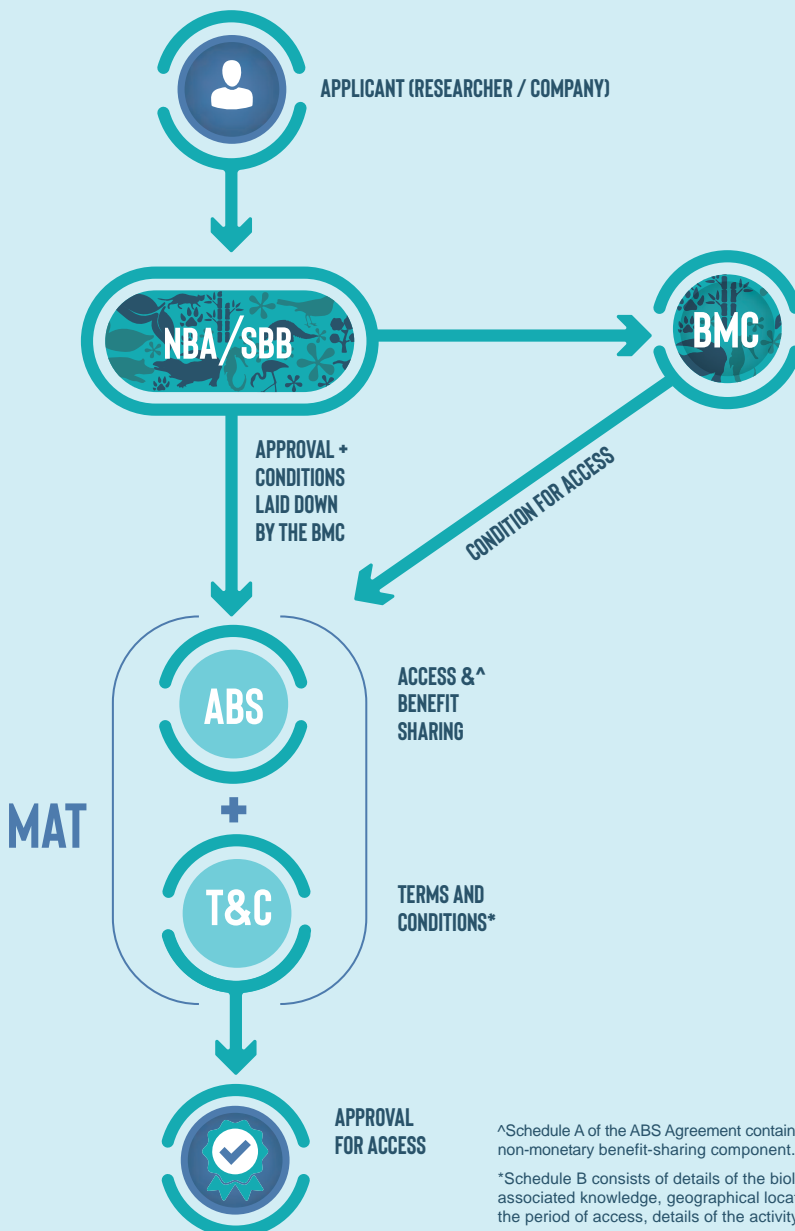 APPLICANT (RESEARCHER / COMPANY)
NBA/SBB
BMC
APPROVAL +
CONDITIONS
LAID DOWN
BY THE BMC
CONDITION FOR ACCESS
MAT
ABS
ACCESS &^
BENEFIT
SHARING
+
T&C
TERMS AND
CONDITIONS*
APPROVAL
FOR ACCESS
^Schedule A of the ABS Agreement contain
non-monetary benefit-sharing component.
*Schedule B consists of details of the biol
associated knowledge, geographical locat
the period of access, details of the activity